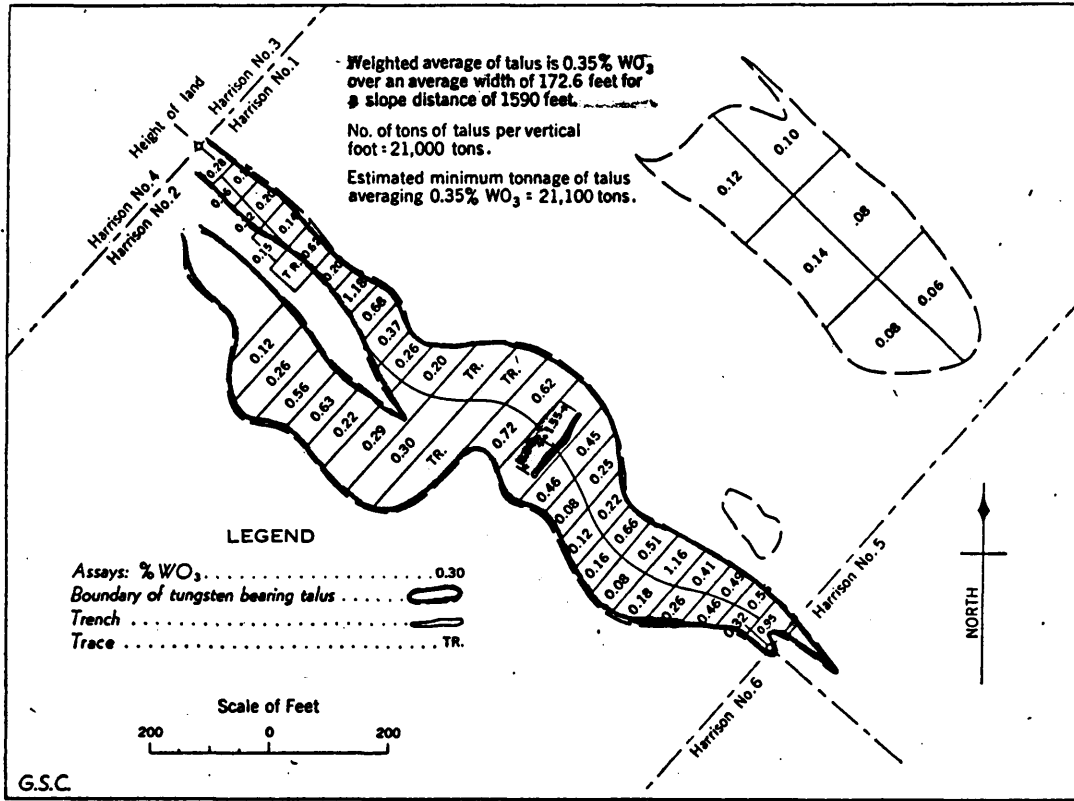 Weighted average of talus is 0.35% WO3
over an average width of 172.6 feet for
a slope distance of 1590 feet.
No. of tons of talus per vertical
foot = 21,000 tons.
Estimated minimum tonnage of talus
averaging 0.35% WO3 = 21,100 tons.
Height of land
Harrison No.3
Harrison No.1
Harrison No.4
Harrison No.2
0.28
0.20
0.15
TR.
0.62
0.20
1.18
0.68
0.37
0.26
0.20
TR.
TR.
0.62
0.12
0.26
0.56
0.63
0.22
0.29
0.30
TR.
0.72
0.45
0.25
0.22
0.66
0.51
1.16
0.41
0.49
0.46
0.08
0.12
0.16
0.08
0.18
0.26
0.46
0.32
0.95
0.10
0.12
.08
0.14
0.06
0.08
Harrison No.5
Harrison No.6
NORTH
LEGEND
Assays: % WO3 0.30
Boundary of tungsten bearing talus
Trench
Trace TR.
Scale of Feet
200 0 200
G.S.C.